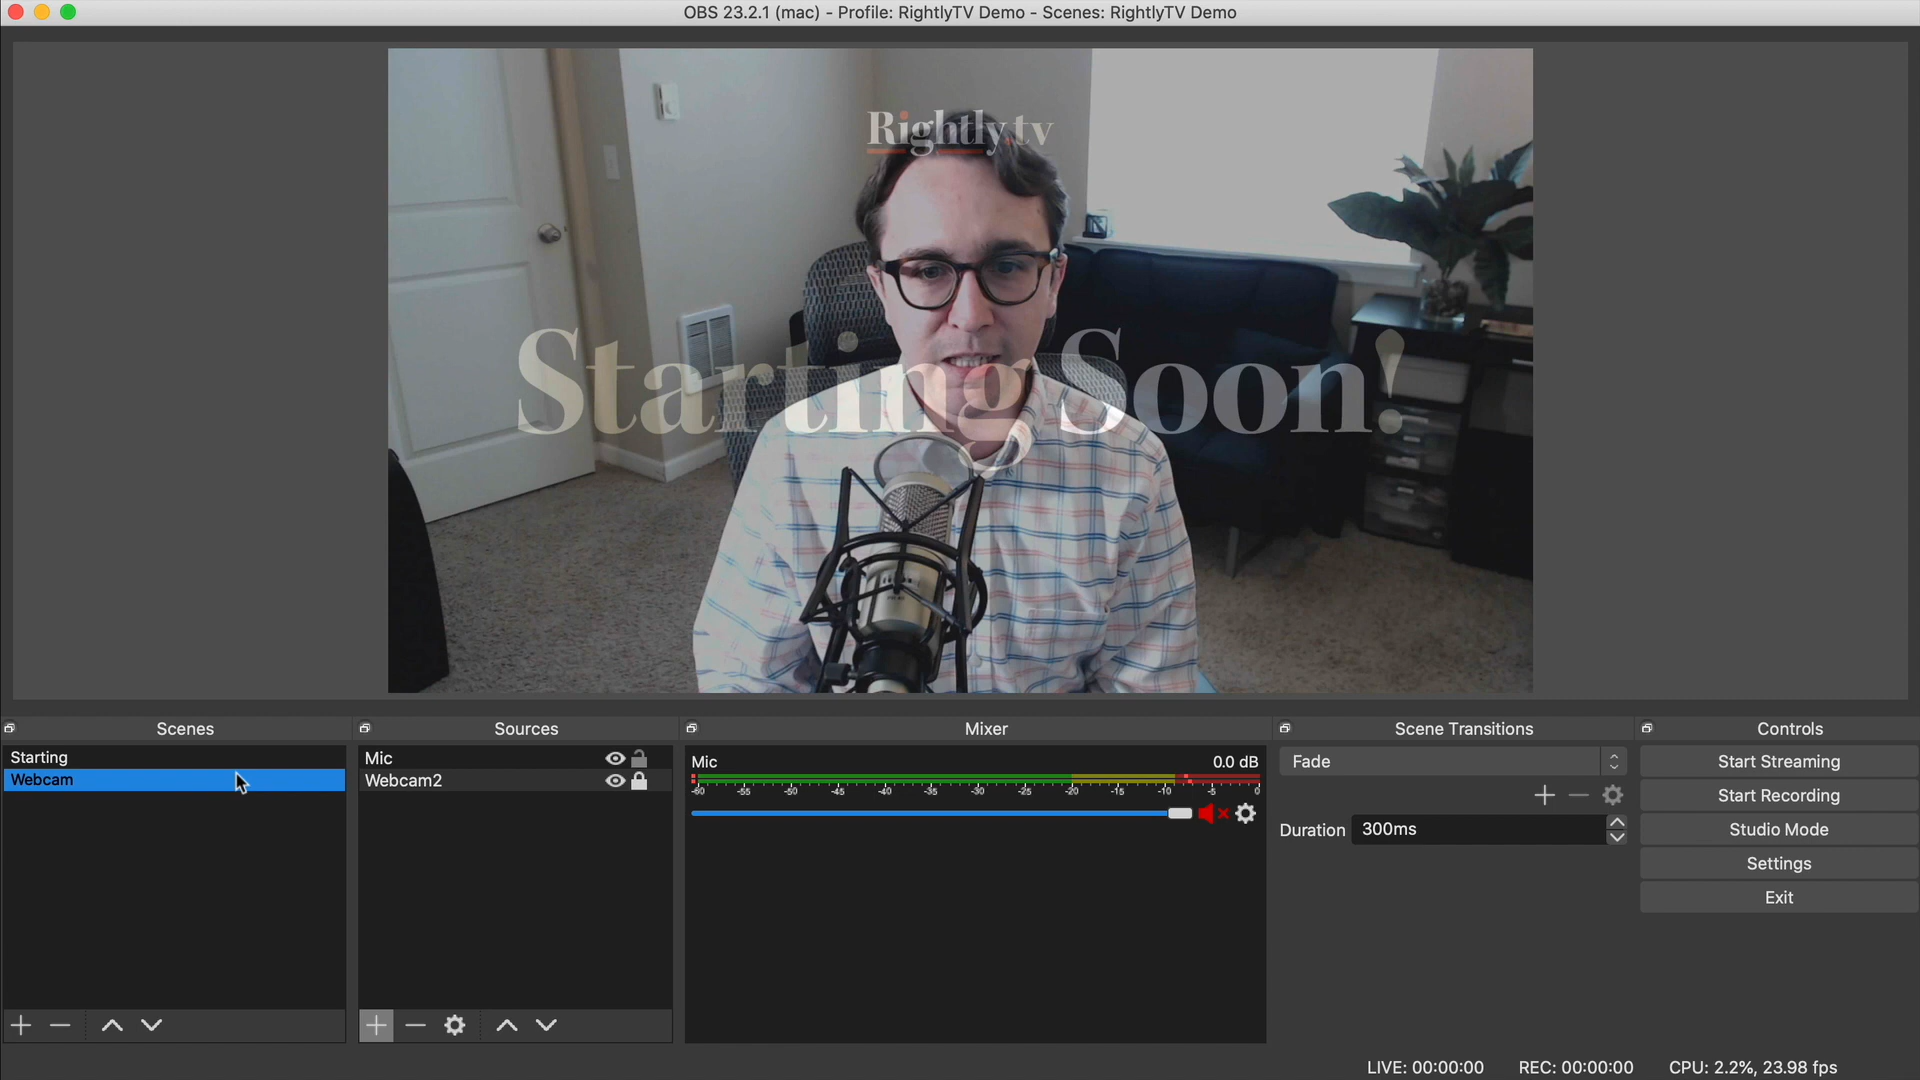 OBS 23.2.1 (mac) - Profile: RightlyTV Demo - Scenes: RightlyTV Demo
Rightly.tv
Starting Soon!
Scenes
Starting
Webcam
Sources
Mic
Webcam2
Mixer
Mic 0.0 dB
-60 -55 -50 -45 -40 -35 -30 -25 -20 -15 -10 -5 0
Scene Transitions
Fade
Duration 300ms
Controls
Start Streaming
Start Recording
Studio Mode
Settings
Exit
LIVE: 00:00:00 REC: 00:00:00 CPU: 2.2%, 23.98 fps